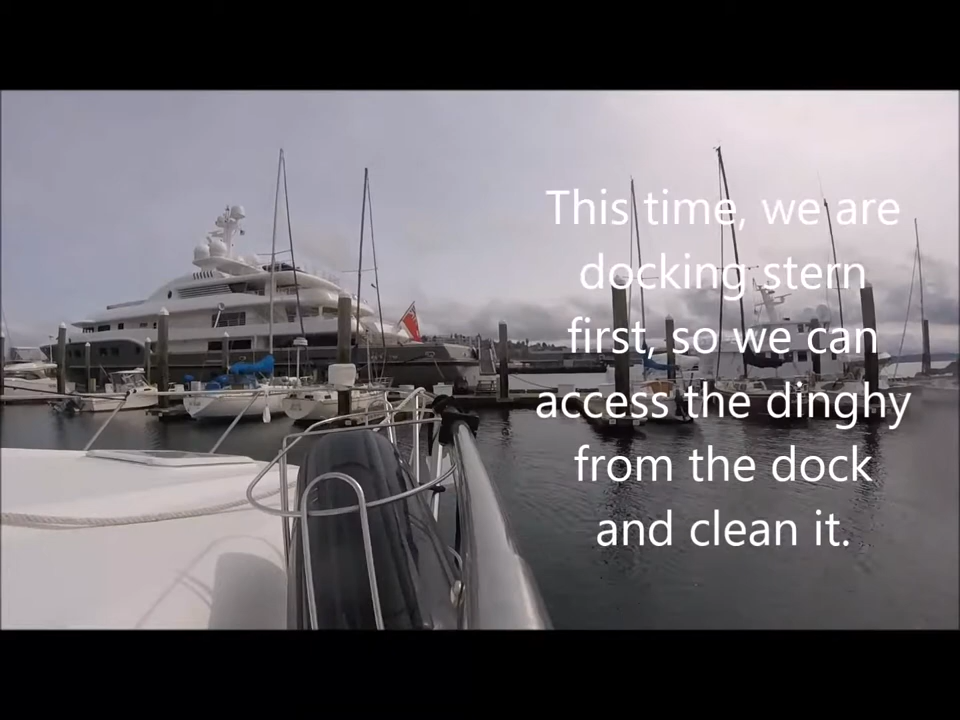 This time, we are
docking stern
first, so we can
access the dinghy
from the dock
and clean it.